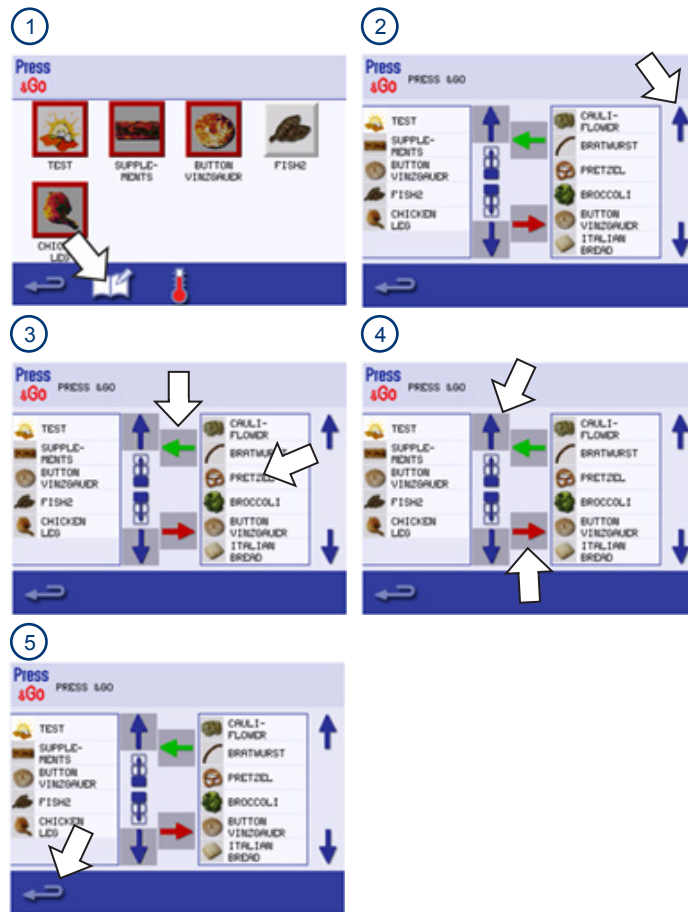 1
Press
&Go
TEST
SUPPLE-
MENTS
BUTTON
VINZGAUER
FISH2
CHICKEN
LEG
2
Press
&Go PRESS &GO
TEST
SUPPLE-
MENTS
BUTTON
VINZGAUER
FISH2
CHICKEN
LEG
CAULI-
FLOWER
BRATWURST
PRETZEL
BROCCOLI
BUTTON
VINZGAUER
ITALIAN
BREAD
3
Press
&Go PRESS &GO
TEST
SUPPLE-
MENTS
BUTTON
VINZGAUER
FISH2
CHICKEN
LEG
CAULI-
FLOWER
BRATWURST
PRETZEL
BROCCOLI
BUTTON
VINZGAUER
ITALIAN
BREAD
4
Press
&Go PRESS &GO
TEST
SUPPLE-
MENTS
BUTTON
VINZGAUER
FISH2
CHICKEN
LEG
CAULI-
FLOWER
BRATWURST
PRETZEL
BROCCOLI
BUTTON
VINZGAUER
ITALIAN
BREAD
5
Press
&Go PRESS &GO
TEST
SUPPLE-
MENTS
BUTTON
VINZGAUER
FISH2
CHICKEN
LEG
CAULI-
FLOWER
BRATWURST
PRETZEL
BROCCOLI
BUTTON
VINZGAUER
ITALIAN
BREAD